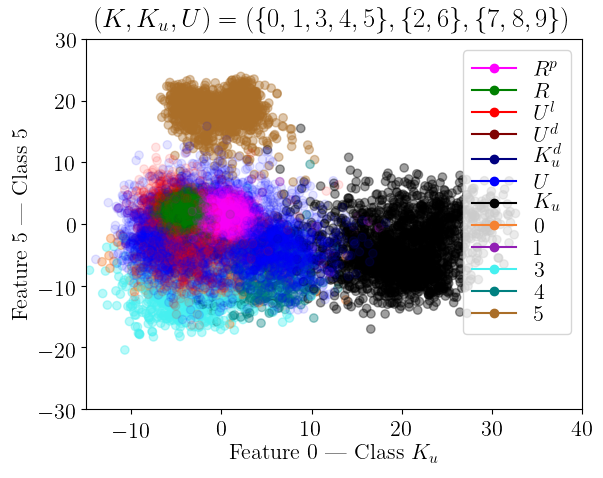 (K, K_u, U) = ({0, 1, 3, 4, 5}, {2, 6}, {7, 8, 9})
30
20
10
0
−10
−20
−30
Feature 5 — Class 5
−10
0
10
20
30
40
Feature 0 — Class K_u
R^p
R
U^l
U^d
K_u^d
U
K_u
0
1
3
4
5